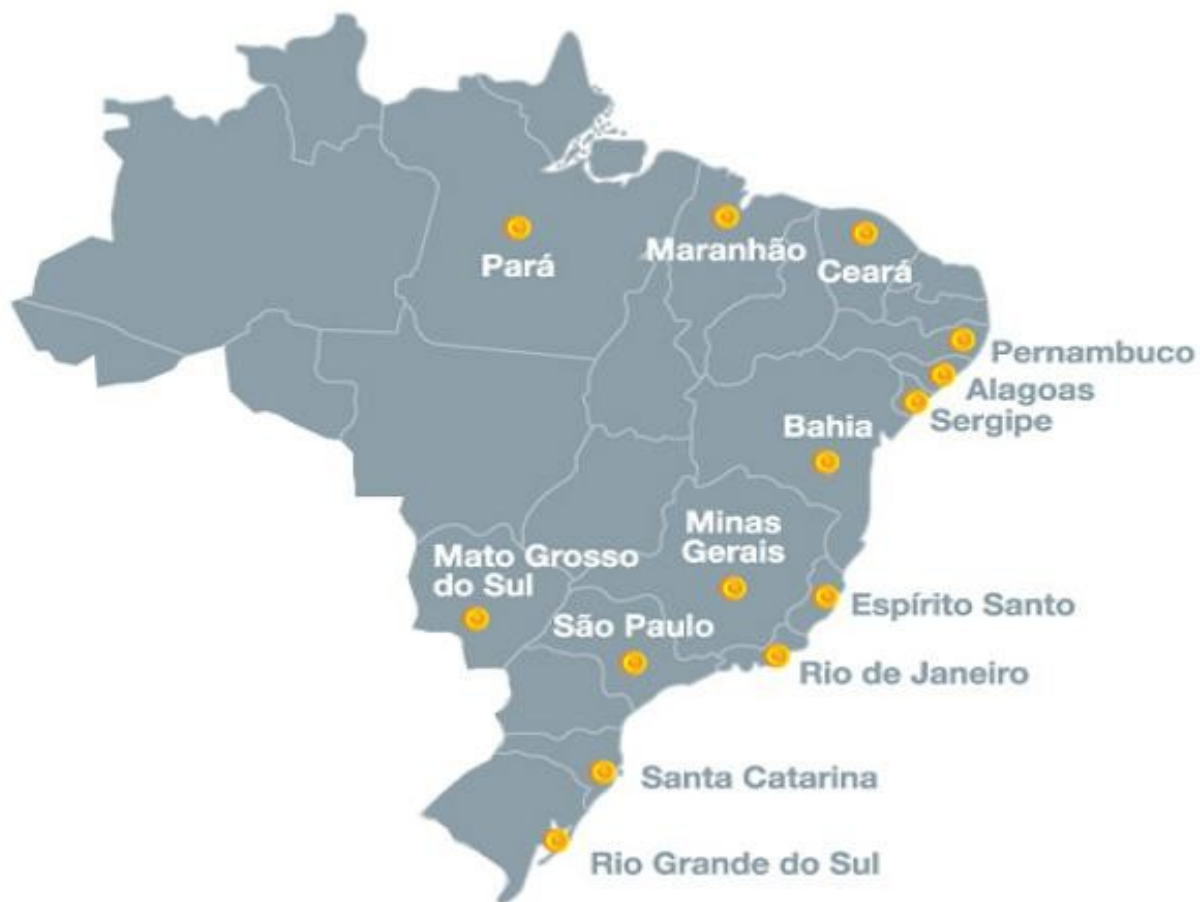 Pará
Maranhão
Ceará
Pernambuco
Alagoas
Sergipe
Bahia
Minas
Gerais
Mato Grosso
do Sul
Espírito Santo
São Paulo
Rio de Janeiro
Santa Catarina
Rio Grande do Sul